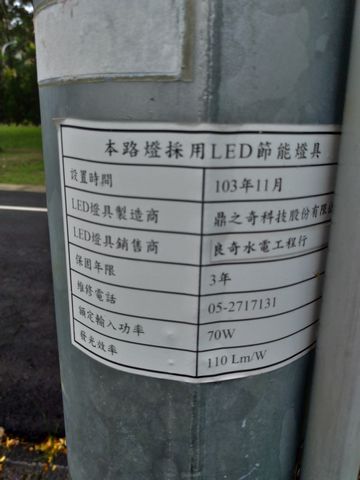 本路燈採用LED節能燈具
設置時間 103年11月
LED燈具製造商 鼎之奇科技股份有限
LED燈具銷售商 良奇水電工程行
保固年限 3年
維修電話 05-2717131
額定輸入功率 70W
發光效率 110 Lm/W